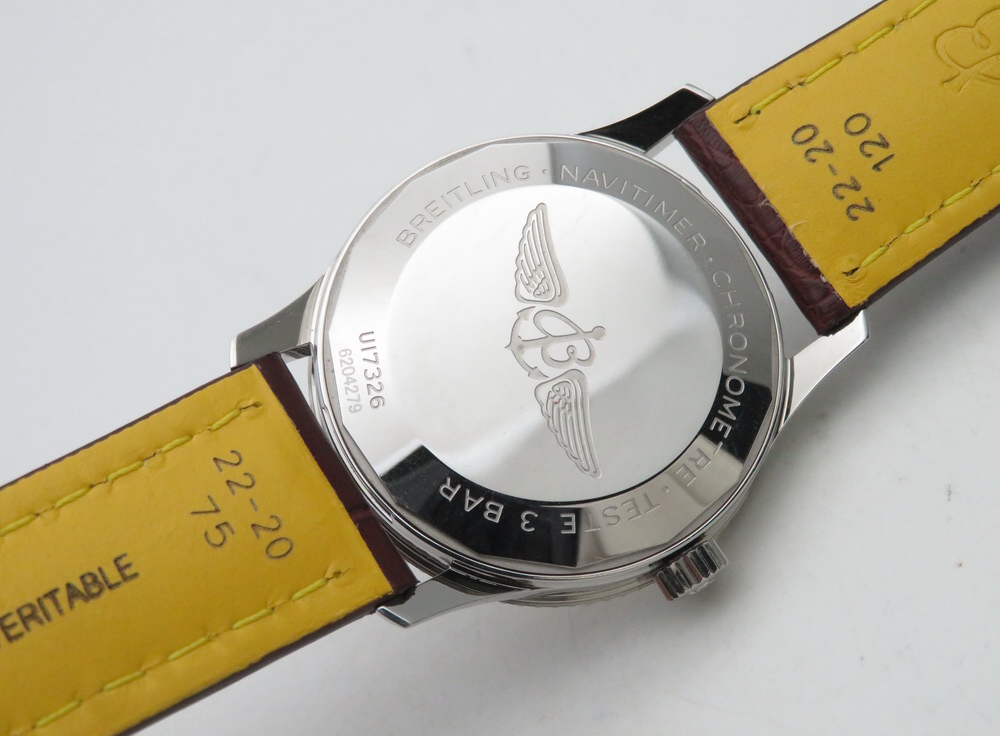 BREITLING · NAVITIMER · CHRONOMETRE · TESTE 3 BAR
UI7326
6204279
B
22-20
120
22-20
-75
ERITABLE